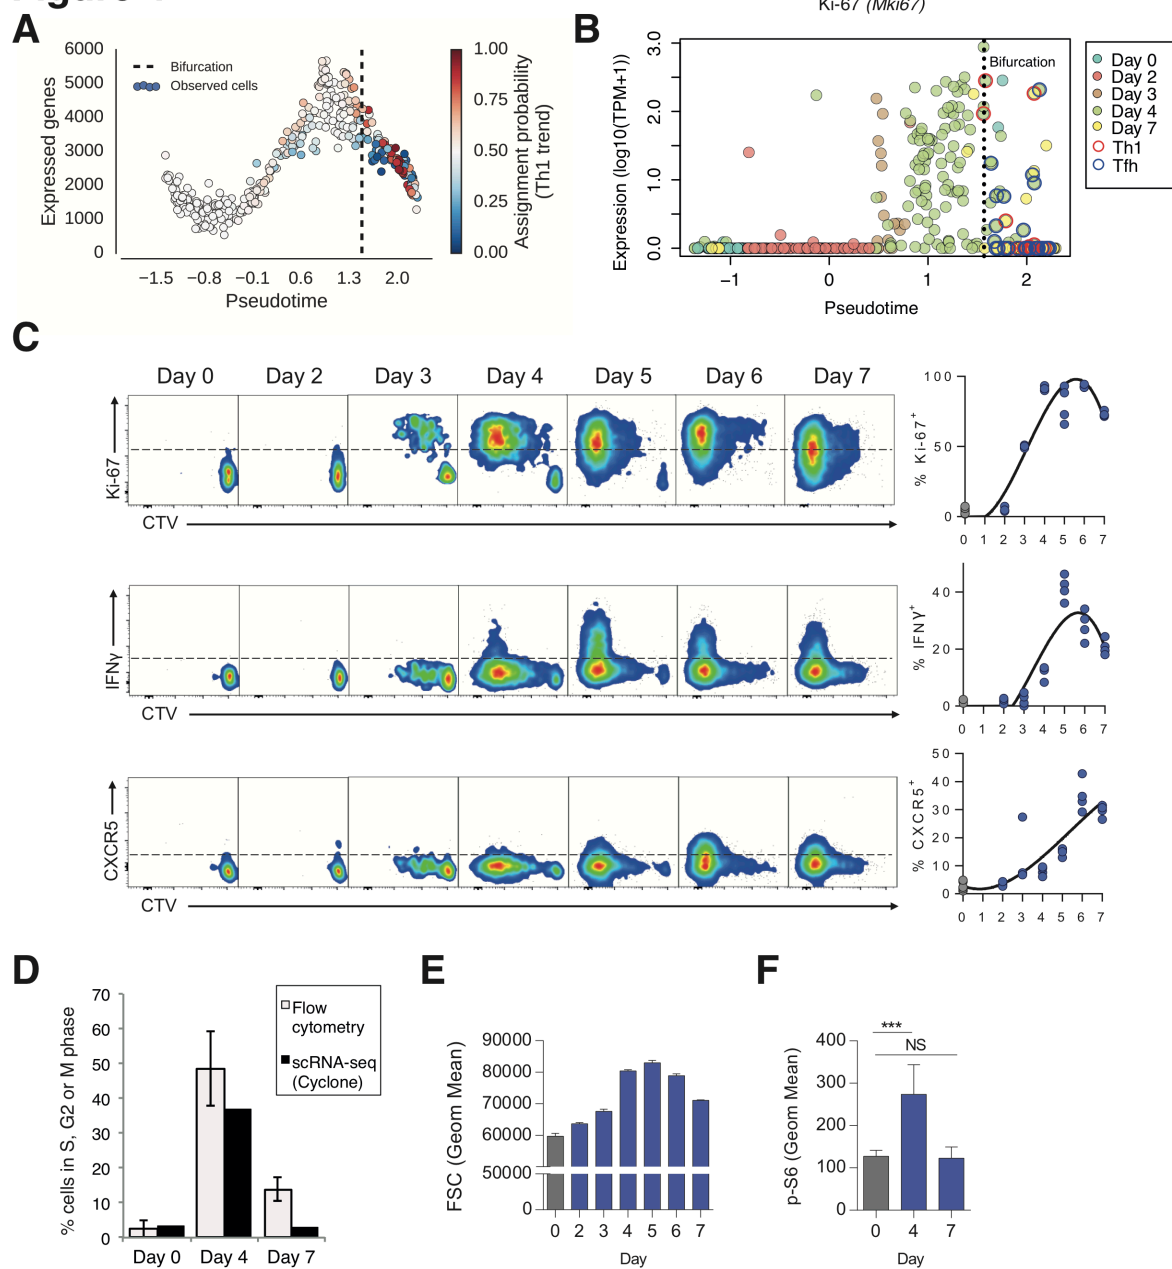 Ki-67 (Mki67)
A
6000
5000
4000
3000
2000
1000
0
Expressed genes
Bifurcation
Observed cells
−1.5 −0.8 −0.1 0.6 1.3 2.0
Pseudotime
1.00
0.75
0.50
0.25
0.00
Assignment probability
(Th1 trend)
B
3.0
2.0
1.0
0.0
Expression (log10(TPM+1))
Bifurcation
−1 0 1 2
Pseudotime
Day 0
Day 2
Day 3
Day 4
Day 7
Th1
Tfh
C
Day 0 Day 2 Day 3 Day 4 Day 5 Day 6 Day 7
Ki-67
CTV
% Ki-67+
100
50
0
0 1 2 3 4 5 6 7
IFNγ
CTV
% IFNγ+
40
20
0
0 1 2 3 4 5 6 7
CXCR5
CTV
% CXCR5+
50
40
30
20
10
0
0 1 2 3 4 5 6 7
D
% cells in S, G2 or M phase
70
60
50
40
30
20
10
0
Day 0 Day 4 Day 7
Flow
cytometry
scRNA-seq
(Cyclone)
E
FSC (Geom Mean)
90000
80000
70000
60000
50000
0
0 2 3 4 5 6 7
Day
F
p-S6 (Geom Mean)
400
300
200
100
0
***
NS
0 4 7
Day